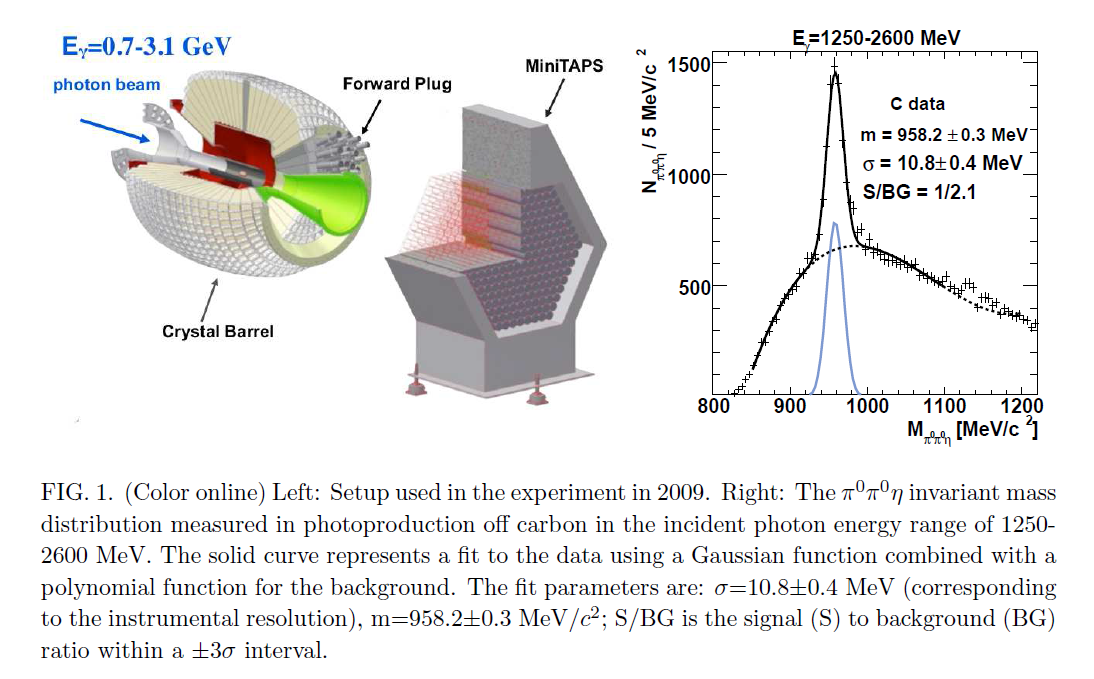 Eγ=0.7-3.1 GeV
photon beam
Forward Plug
MiniTAPS
Crystal Barrel
Eγ=1250-2600 MeV
Nπ⁰π⁰η / 5 MeV/c²
1500
1000
500
C data
m = 958.2 ±0.3 MeV
σ = 10.8±0.4 MeV
S/BG = 1/2.1
800 900 1000 1100 1200
Mπ⁰π⁰η [MeV/c²]
FIG. 1. (Color online) Left: Setup used in the experiment in 2009. Right: The π⁰π⁰η invariant mass
distribution measured in photoproduction off carbon in the incident photon energy range of 1250-
2600 MeV. The solid curve represents a fit to the data using a Gaussian function combined with a
polynomial function for the background. The fit parameters are: σ=10.8±0.4 MeV (corresponding
to the instrumental resolution), m=958.2±0.3 MeV/c²; S/BG is the signal (S) to background (BG)
ratio within a ±3σ interval.